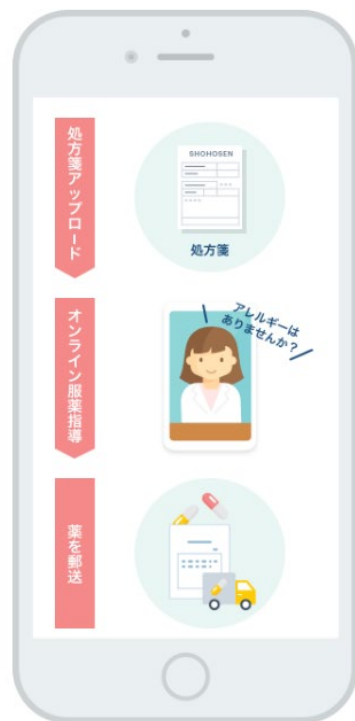 処方箋アップロード
SHOHOSEN
処方箋
オンライン服薬指導
アレルギーは
ありませんか？
薬を郵送